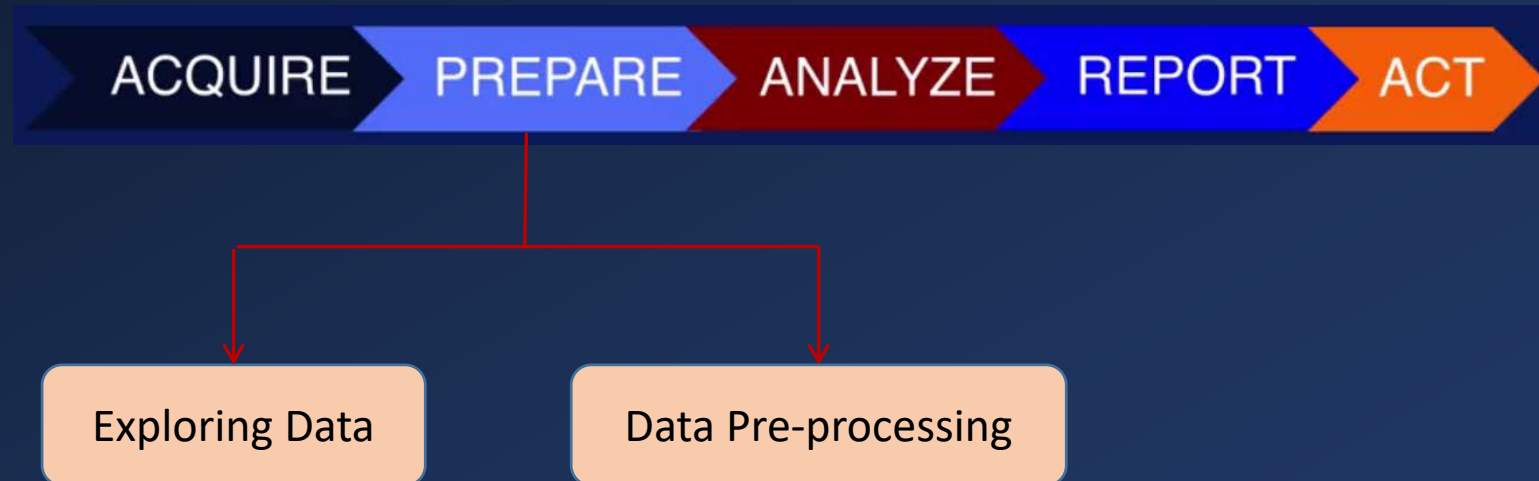 ACQUIRE PREPARE ANALYZE REPORT ACT
Exploring Data
Data Pre-processing